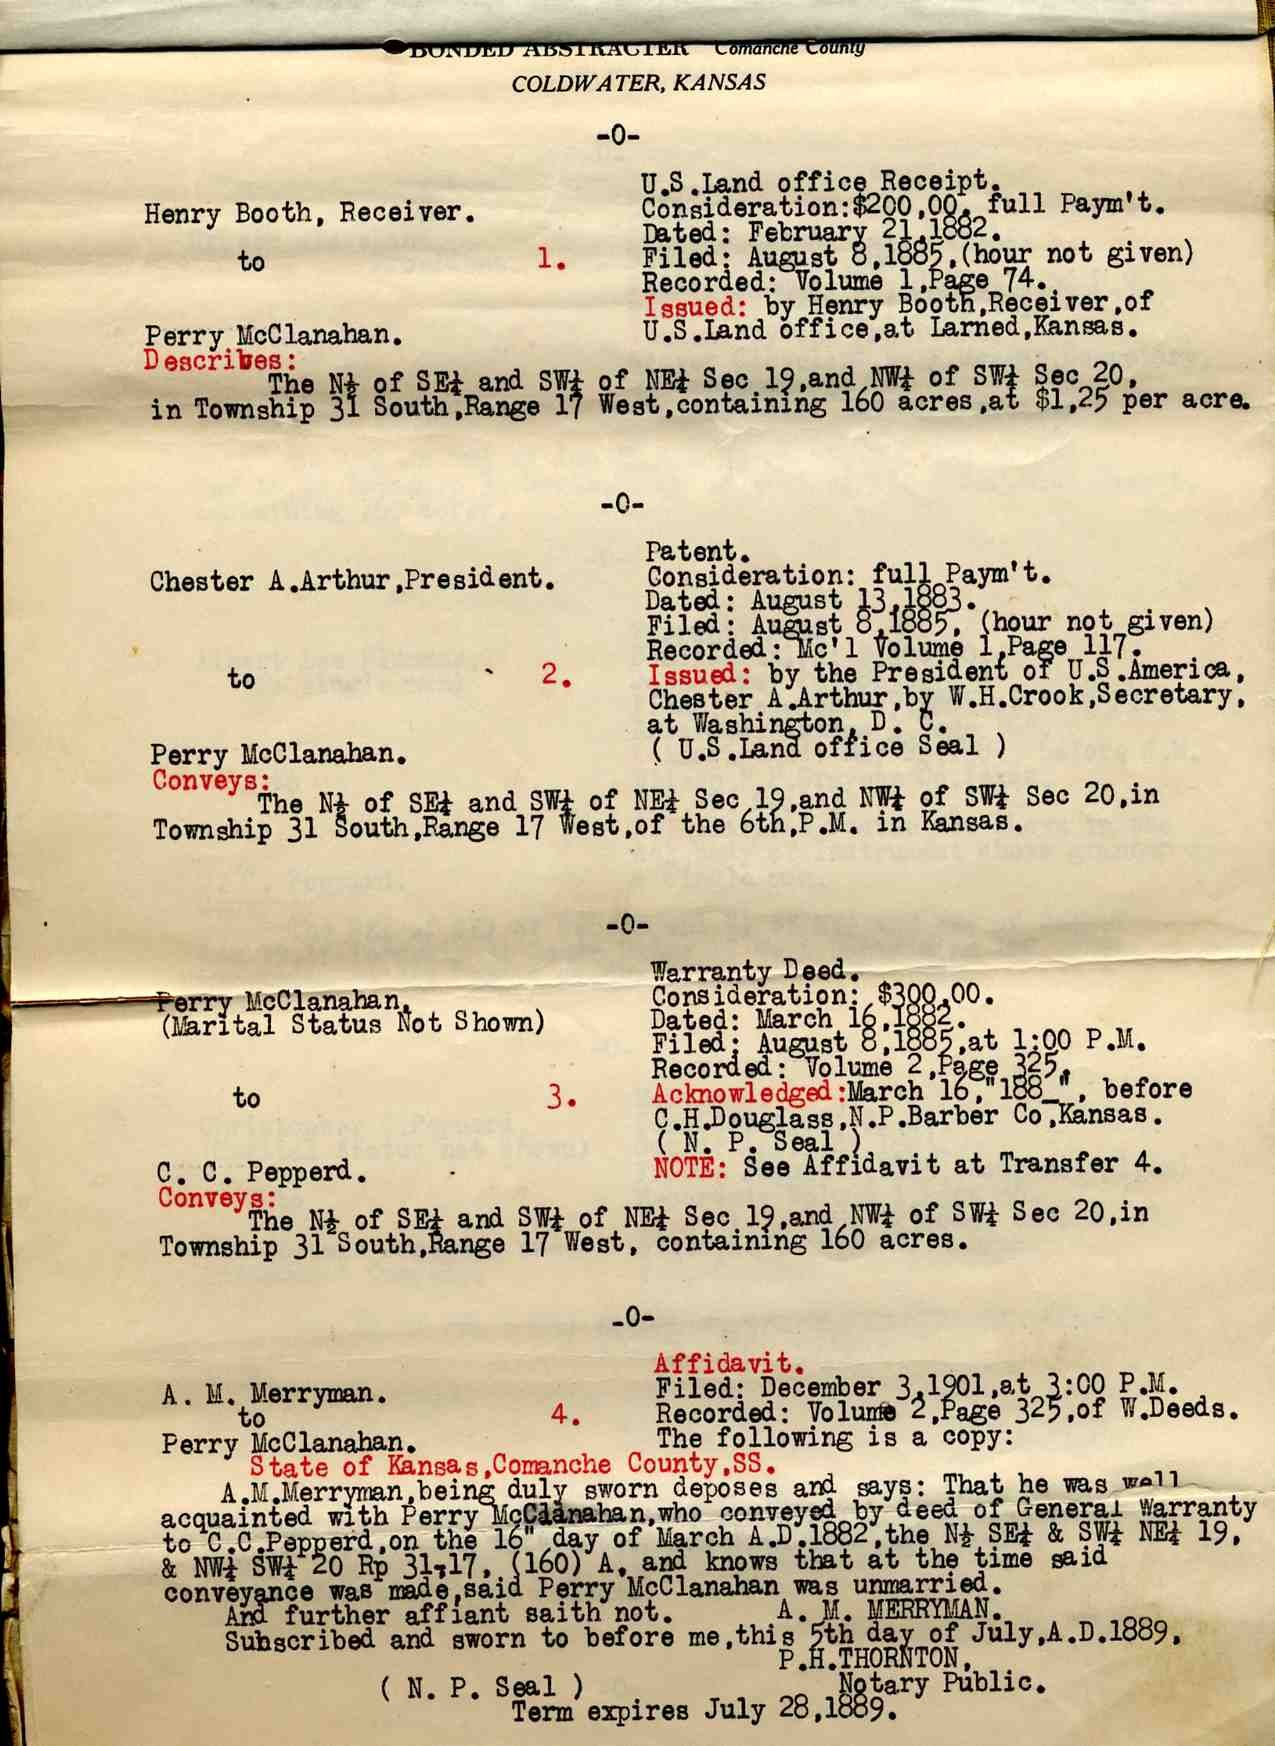 BONDED ABSTRACTER Comanche County
COLDWATER, KANSAS
-0-
U.S.Land office Receipt.
Henry Booth, Receiver. Consideration:$200,00, full Paym't.
Dated: February 21,1882.
to 1. Filed: August 8,1885,(hour not given)
Recorded: Volume 1,Page 74.
Issued: by Henry Booth,Receiver,of
Perry McClanahan. U.S.Land office,at Larned,Kansas.
Describes:
The N½ of SE¼ and SW¼ of NE¼ Sec 19,and NW¼ of SW¼ Sec 20,
in Township 31 South,Range 17 West,containing 160 acres,at $1,25 per acre.
-0-
Patent.
Chester A.Arthur,President. Consideration: full Paym't.
Dated: August 13,1883.
Filed: August 8,1885, (hour not given)
Recorded: Mc'l Volume 1,Page 117.
to 2. Issued: by the President of U.S.America,
Chester A.Arthur,by W.H.Crook,Secretary,
at Washington, D. C.
Perry McClanahan. ( U.S.Land office Seal )
Conveys:
The N½ of SE¼ and SW¼ of NE¼ Sec 19,and NW¼ of SW¼ Sec 20,in
Township 31 South,Range 17 West,of the 6th,P.M. in Kansas.
-0-
Warranty Deed.
Perry McClanahan, Consideration: $300,00.
(Marital Status Not Shown) Dated: March 16,1882.
Filed: August 8,1885,at 1:00 P.M.
Recorded: Volume 2,Page 325,
to 3. Acknowledged:March 16,"188_", before
C.H.Douglass,N.P.Barber Co,Kansas.
( N. P. Seal )
C. C. Pepperd. NOTE: See Affidavit at Transfer 4.
Conveys:
The N½ of SE¼ and SW¼ of NE¼ Sec 19,and NW¼ of SW¼ Sec 20,in
Township 31 South,Range 17 West, containing 160 acres.
-0-
Affidavit.
A. M. Merryman. Filed: December 3,1901,at 3:00 P.M.
to 4. Recorded: Volume 2,Page 325,of W.Deeds.
Perry McClanahan. The following is a copy:
State of Kansas,Comanche County,SS.
A.M.Merryman,being duly sworn deposes and says: That he was well
acquainted with Perry McClanahan,who conveyed by deed of General Warranty
to C.C.Pepperd,on the 16" day of March A.D.1882,the N½ SE¼ & SW¼ NE¼ 19,
& NW¼ SW¼ 20 Rp 31-17, (160) A, and knows that at the time said
conveyance was made,said Perry McClanahan was unmarried.
And further affiant saith not. A. M. MERRYMAN.
Subscribed and sworn to before me,this 5th day of July,A.D.1889,
P.H.THORNTON,
( N. P. Seal ) Notary Public.
Term expires July 28,1889.